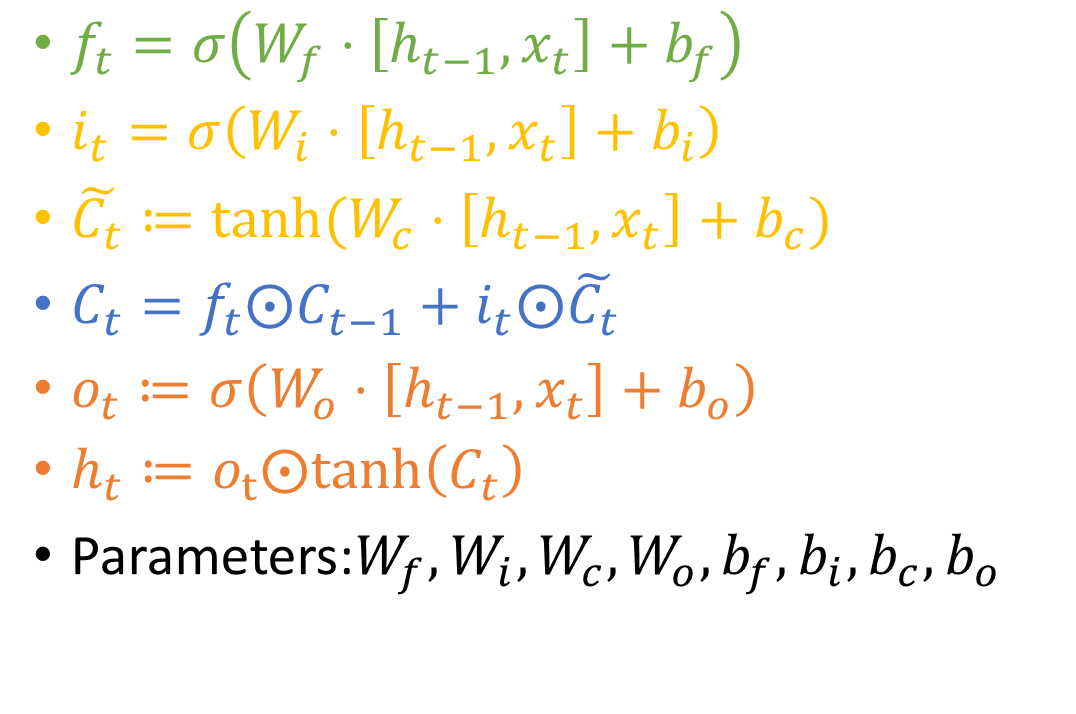 • f_t = σ(W_f · [h_{t−1}, x_t] + b_f)
• i_t = σ(W_i · [h_{t−1}, x_t] + b_i)
• C̃_t ≔ tanh(W_c · [h_{t−1}, x_t] + b_c)
• C_t = f_t⊙C_{t−1} + i_t⊙C̃_t
• o_t ≔ σ(W_o · [h_{t−1}, x_t] + b_o)
• h_t ≔ o_t⊙tanh(C_t)
• Parameters:W_f, W_i, W_c, W_o, b_f, b_i, b_c, b_o